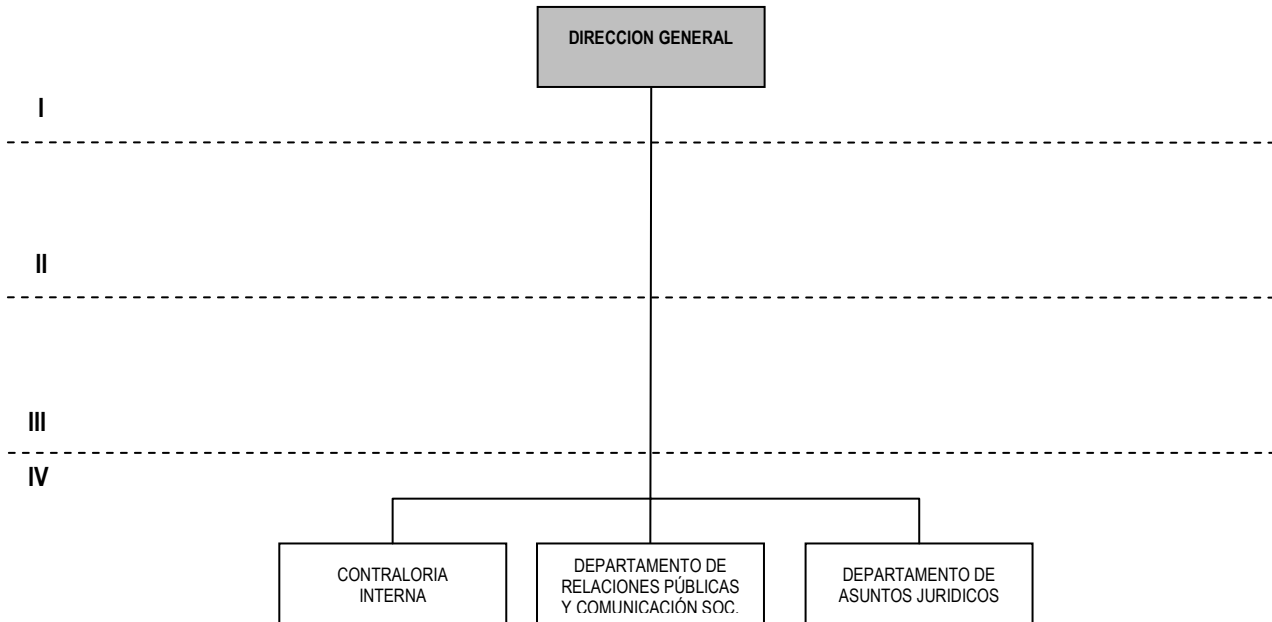 DIRECCION GENERAL
I
II
III
IV
CONTRALORIA
INTERNA
DEPARTAMENTO DE
RELACIONES PÚBLICAS
Y COMUNICACIÓN SOC.
DEPARTAMENTO DE
ASUNTOS JURIDICOS